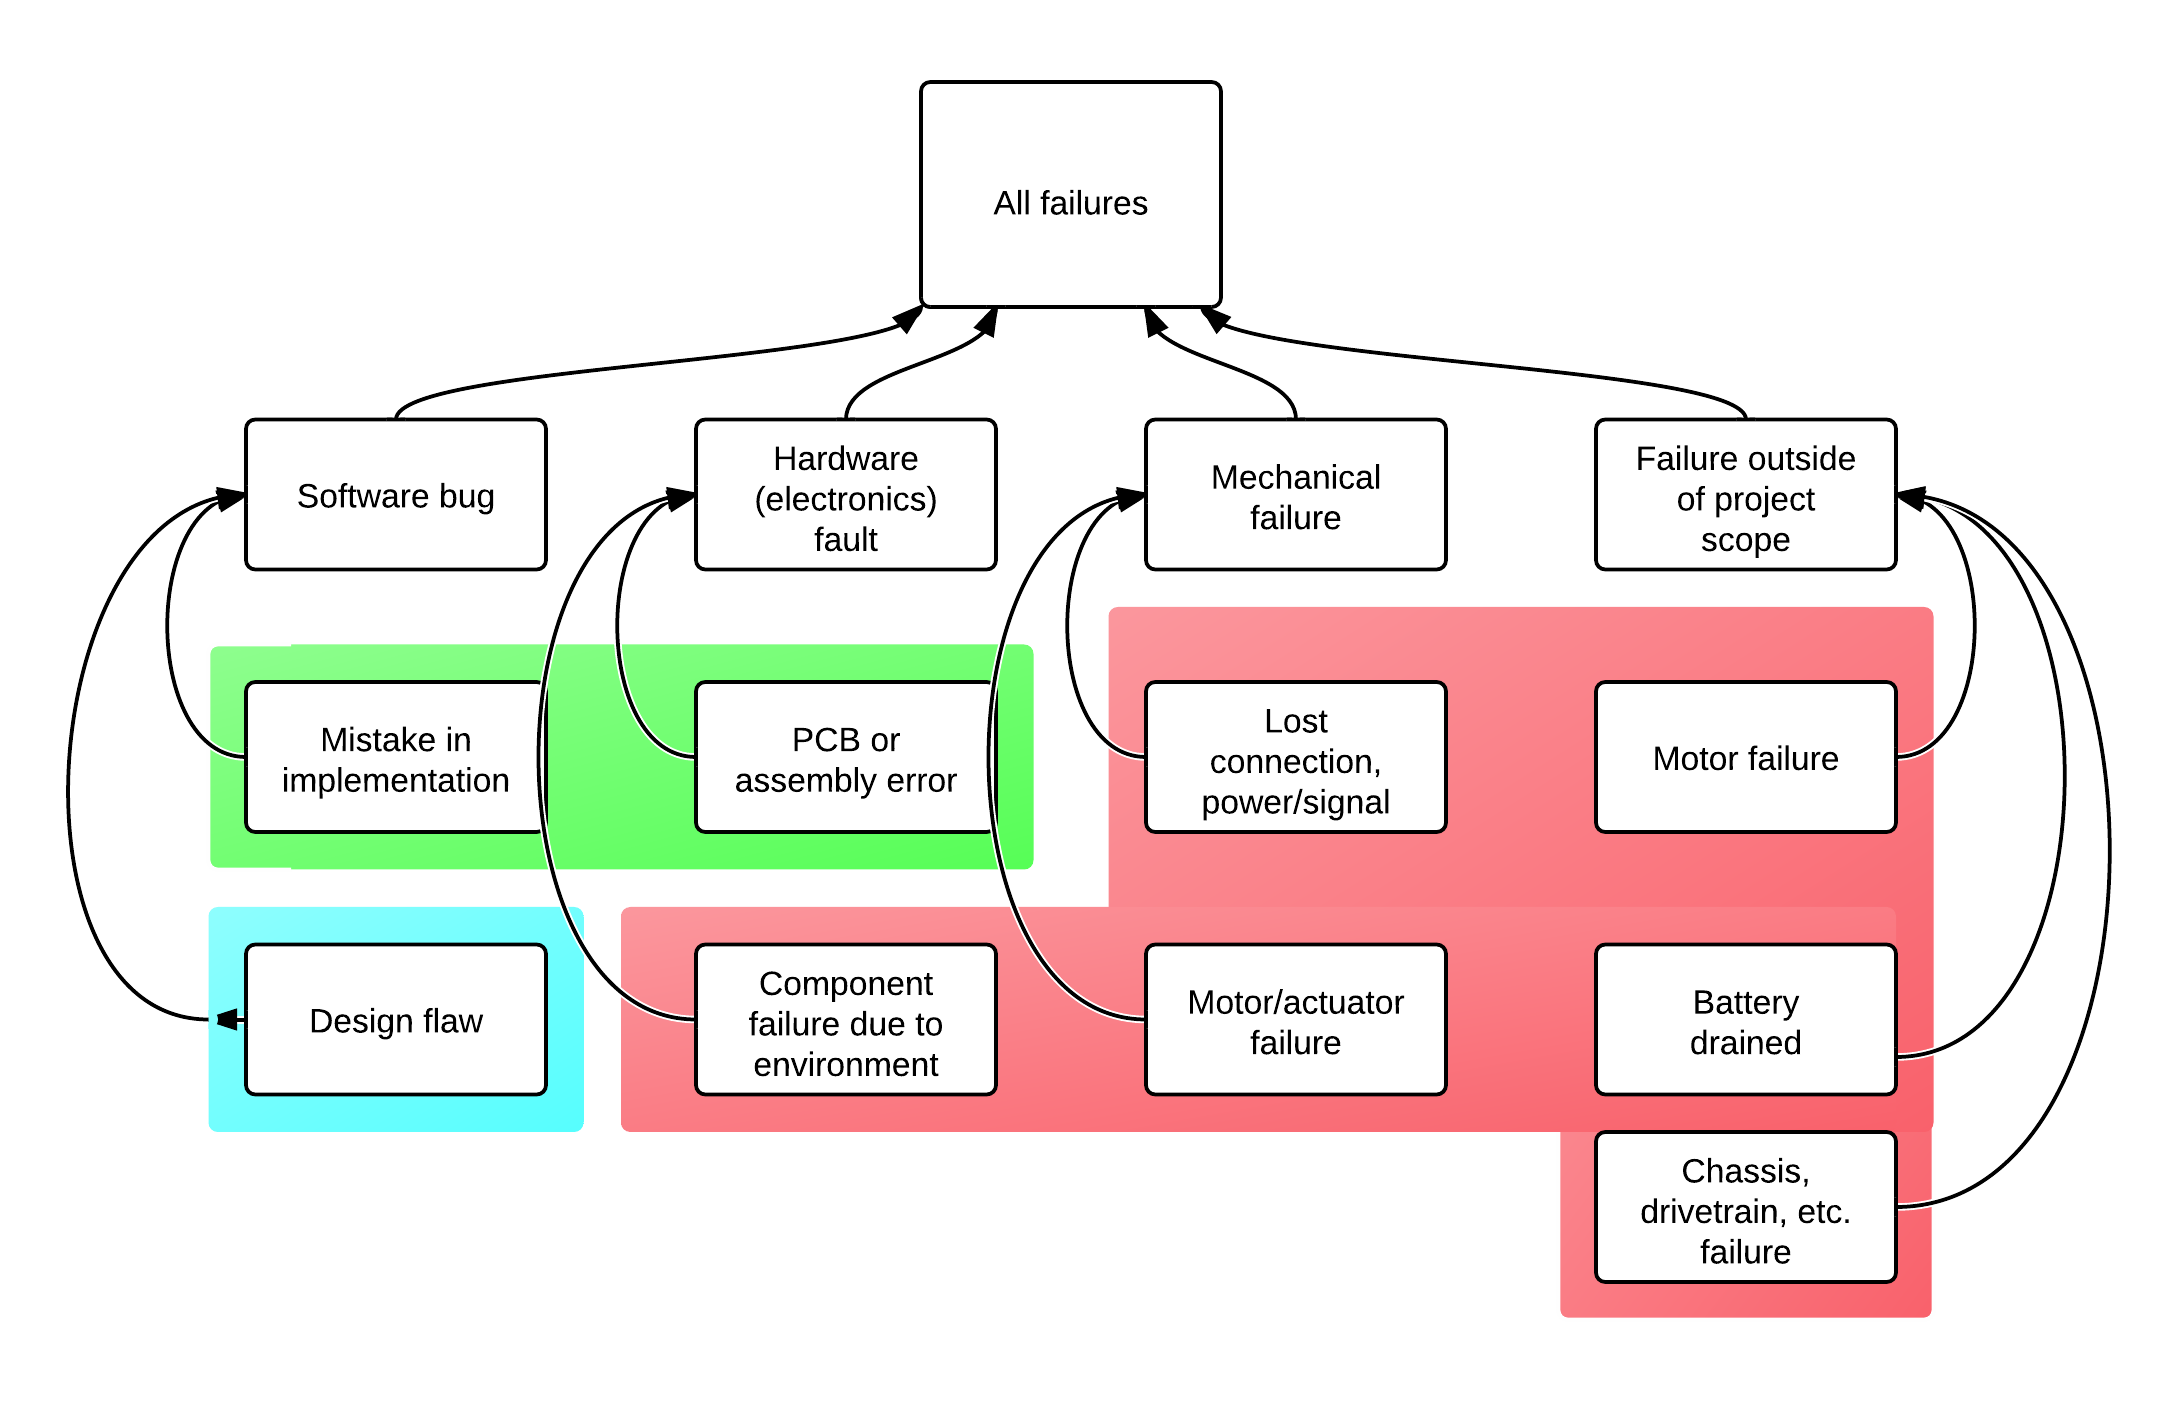 All failures
Software bug
Hardware
(electronics)
fault
Mechanical
failure
Failure outside
of project
scope
Mistake in
implementation
PCB or
assembly error
Lost
connection,
power/signal
Motor failure
Design flaw
Component
failure due to
environment
Motor/actuator
failure
Battery
drained
Chassis,
drivetrain, etc.
failure